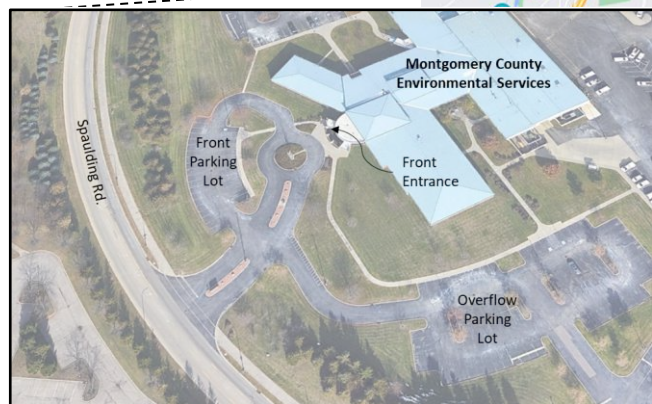 Montgomery County
Environmental Services
Spaulding Rd.
Front
Parking
Lot
Front
Entrance
Overflow
Parking
Lot